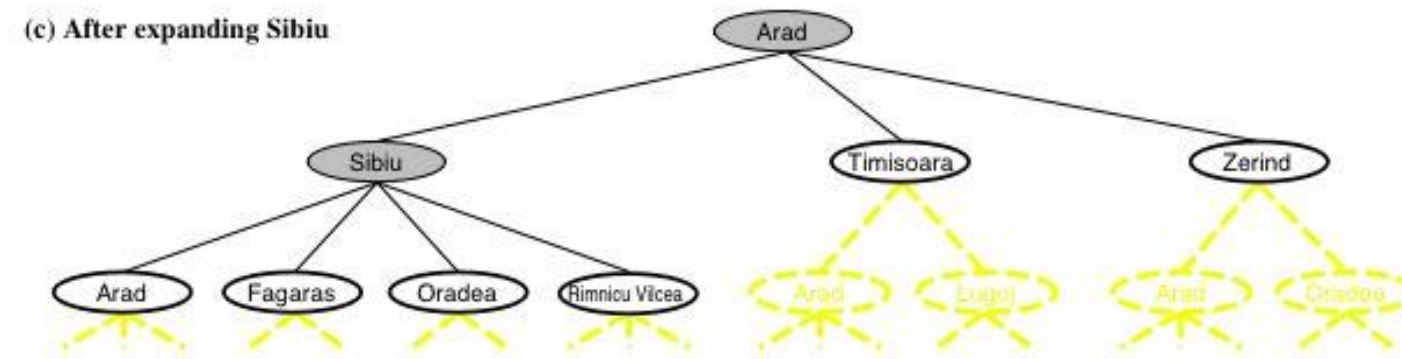 (c) After expanding Sibiu
Arad
Sibiu
Timisoara
Zerind
Arad
Fagaras
Oradea
Rimnicu Vilcea
Arad
Lugoj
Arad
Oradea